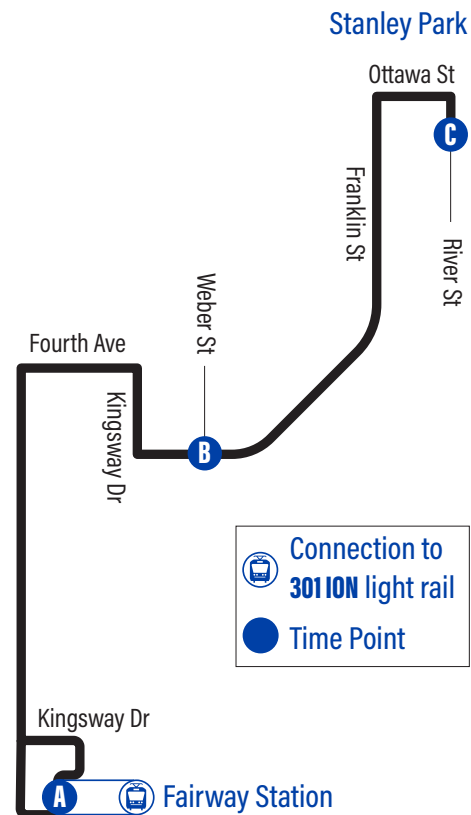 Stanley Park
Ottawa St
C
Franklin St
River St
Weber St
Fourth Ave
Kingsway Dr
B
Connection to
301 ION light rail
Time Point
Kingsway Dr
A
Fairway Station